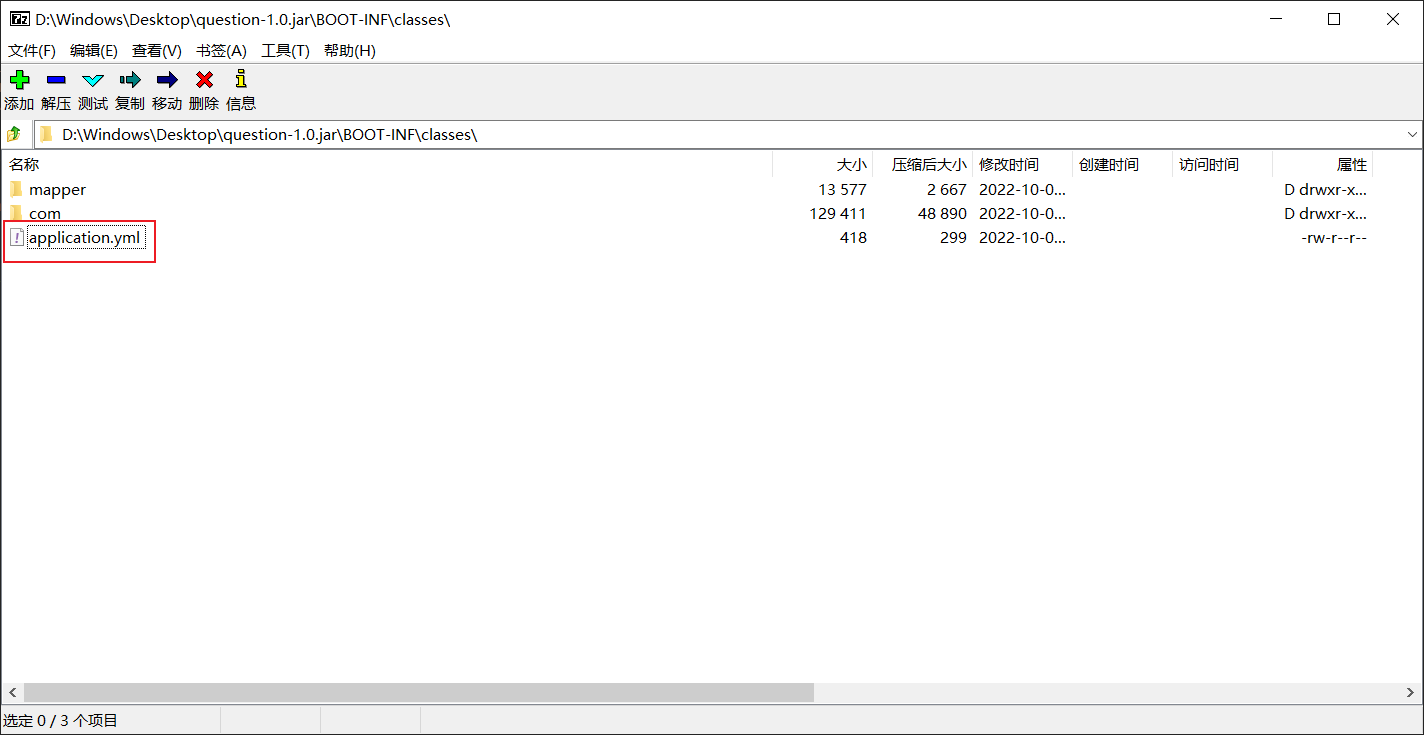 D:\Windows\Desktop\question-1.0.jar\BOOT-INF\classes\
文件(F) 编辑(E) 查看(V) 书签(A) 工具(T) 帮助(H)
添加 解压 测试 复制 移动 删除 信息
D:\Windows\Desktop\question-1.0.jar\BOOT-INF\classes\
名称 大小 压缩后大小 修改时间 创建时间 访问时间 属性
mapper 13 577 2 667 2022-10-0... D drwxr-x...
com 129 411 48 890 2022-10-0... D drwxr-x...
application.yml 418 299 2022-10-0... -rw-r--r--
选定 0 / 3 个项目